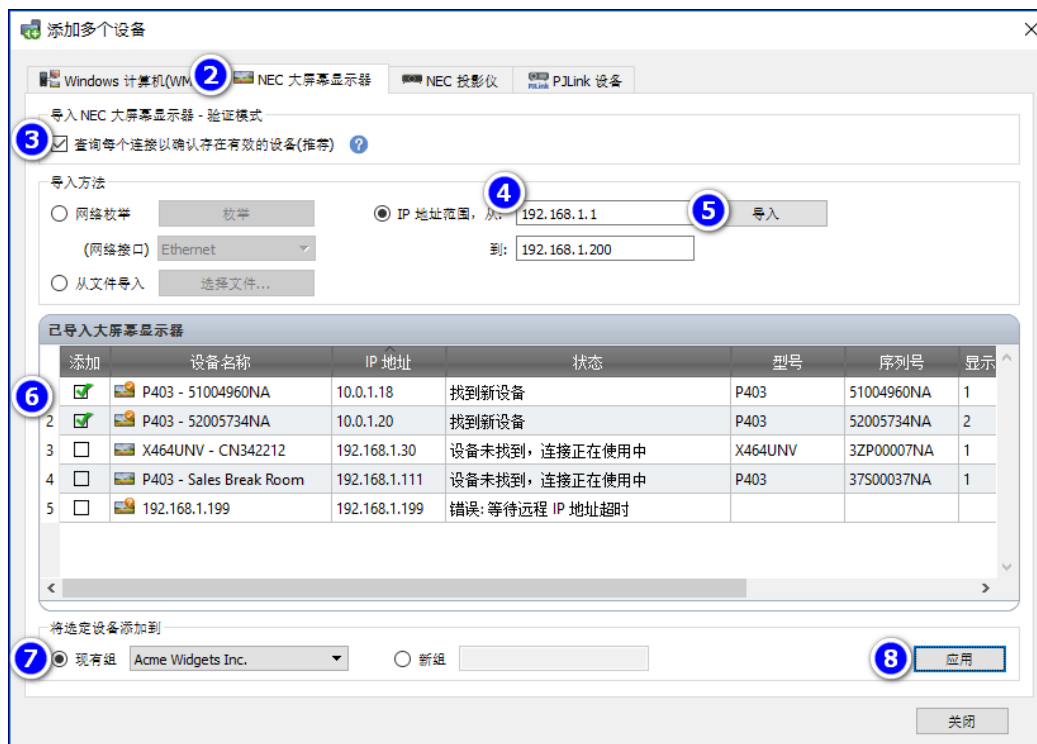 添加多个设备
Windows 计算机(WM 2 NEC 大屏幕显示器 NEC 投影仪 PJLink PJLink 设备
导入 NEC 大屏幕显示器 - 验证模式
3 查询每个连接以确认存在有效的设备(推荐) ?
导入方法
网络枚举 枚举 IP 地址范围，从: 4 192.168.1.1 5 导入
(网络接口) Ethernet 到: 192.168.1.200
从文件导入 选择文件...
已导入大屏幕显示器
添加 设备名称 IP 地址 状态 型号 序列号 显示
6 P403 - 51004960NA 10.0.1.18 找到新设备 P403 51004960NA 1
2 P403 - 52005734NA 10.0.1.20 找到新设备 P403 52005734NA 2
3 X464UNV - CN342212 192.168.1.30 设备未找到，连接正在使用中 X464UNV 3ZP00007NA 1
4 P403 - Sales Break Room 192.168.1.111 设备未找到，连接正在使用中 P403 37S00037NA 1
5 192.168.1.199 192.168.1.199 错误: 等待远程 IP 地址超时
将选定设备添加到
7 现有组 Acme Widgets Inc. 新组 8 应用
关闭